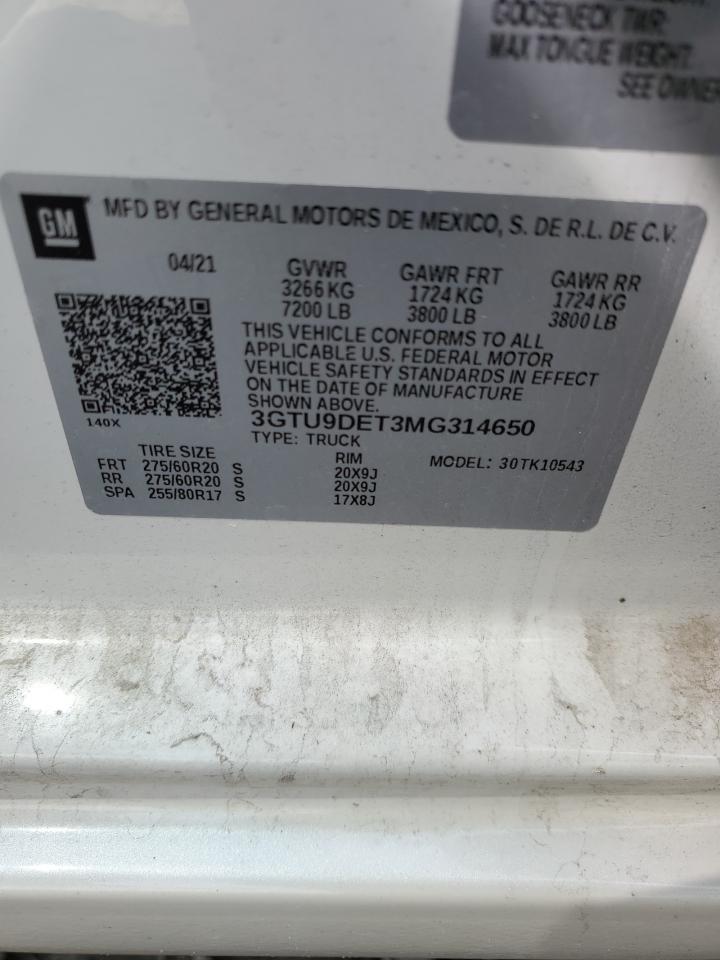 GOOSENECK TWR:
MAX TONGUE WEIGHT:
SEE OWNER
GM
MFD BY GENERAL MOTORS DE MEXICO, S. DE R.L. DE C.V.
04/21 GVWR GAWR FRT GAWR RR
3266 KG 1724 KG 1724 KG
7200 LB 3800 LB 3800 LB
THIS VEHICLE CONFORMS TO ALL
APPLICABLE U.S. FEDERAL MOTOR
VEHICLE SAFETY STANDARDS IN EFFECT
ON THE DATE OF MANUFACTURE
SHOWN ABOVE.
140X
3GTU9DET3MG314650
TYPE: TRUCK
TIRE SIZE RIM MODEL: 30TK10543
FRT 275/60R20 S 20X9J
RR 275/60R20 S 20X9J
SPA 255/80R17 S 17X8J